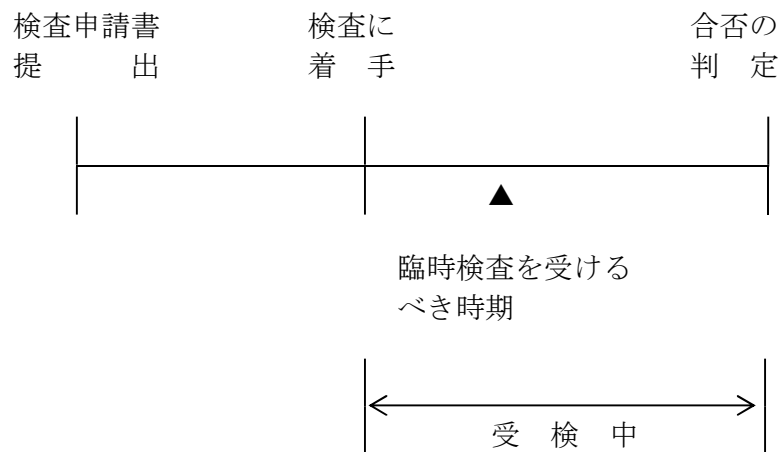 検査申請書
提出
検査に
着手
合否の
判定
▲
臨時検査を受ける
べき時期
受検中